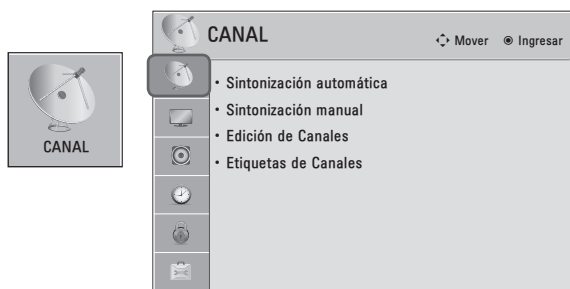 CANAL
CANAL
Mover Ingresar
• Sintonización automática
• Sintonización manual
• Edición de Canales
• Etiquetas de Canales